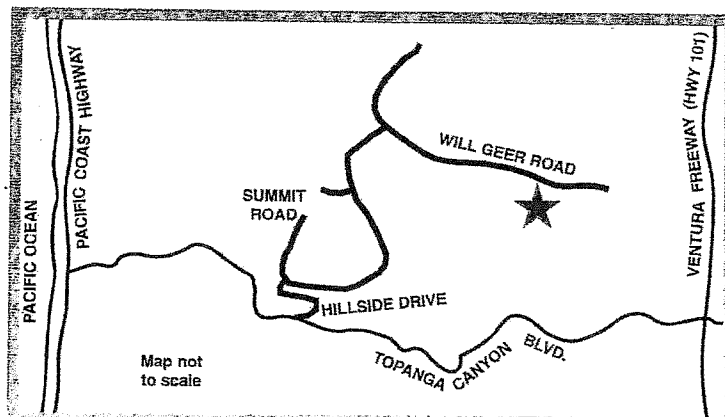 PACIFIC OCEAN
PACIFIC COAST HIGHWAY
SUMMIT
ROAD
WILL GEER ROAD
VENTURA FREEWAY (HWY 101)
HILLSIDE DRIVE
TOPANGA CANYON BLVD.
Map not
to scale